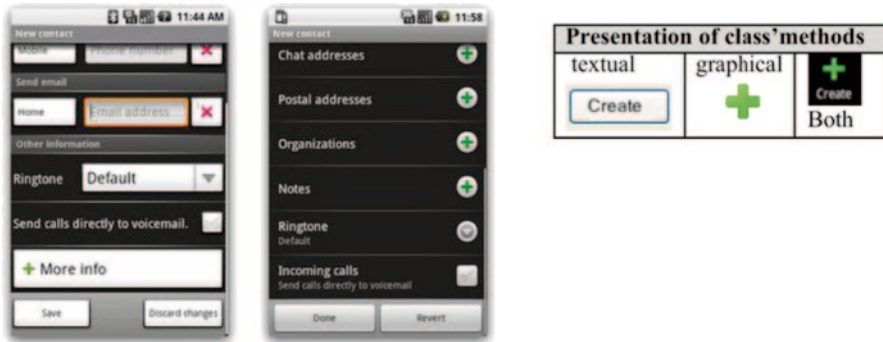 11:44 AM
New contact
Mobile Phone number
Send email
Home Email address
Other information
Ringtone Default
Send calls directly to voicemail.
+ More info
Save Discard changes
11:58
New contact
Chat addresses
Postal addresses
Organizations
Notes
Ringtone
Default
Incoming calls
Send calls directly to voicemail
Done Revert
Presentation of class'methods
textual graphical
Create
Create
Both